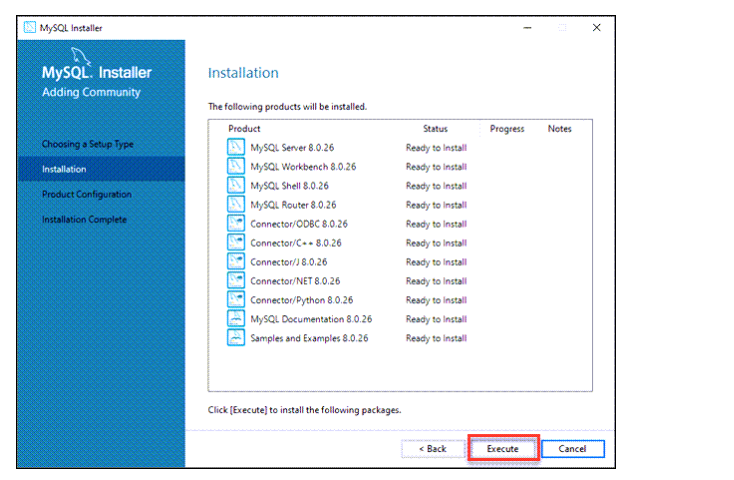 MySQL Installer
MySQL. Installer
Adding Community
Choosing a Setup Type
Installation
Product Configuration
Installation Complete
Installation
The following products will be installed.
Product Status Progress Notes
MySQL Server 8.0.26 Ready to Install
MySQL Workbench 8.0.26 Ready to Install
MySQL Shell 8.0.26 Ready to Install
MySQL Router 8.0.26 Ready to Install
Connector/ODBC 8.0.26 Ready to Install
Connector/C++ 8.0.26 Ready to Install
Connector/J 8.0.26 Ready to Install
Connector/NET 8.0.26 Ready to Install
Connector/Python 8.0.26 Ready to Install
MySQL Documentation 8.0.26 Ready to Install
Samples and Examples 8.0.26 Ready to Install
Click [Execute] to install the following packages.
< Back Execute Cancel